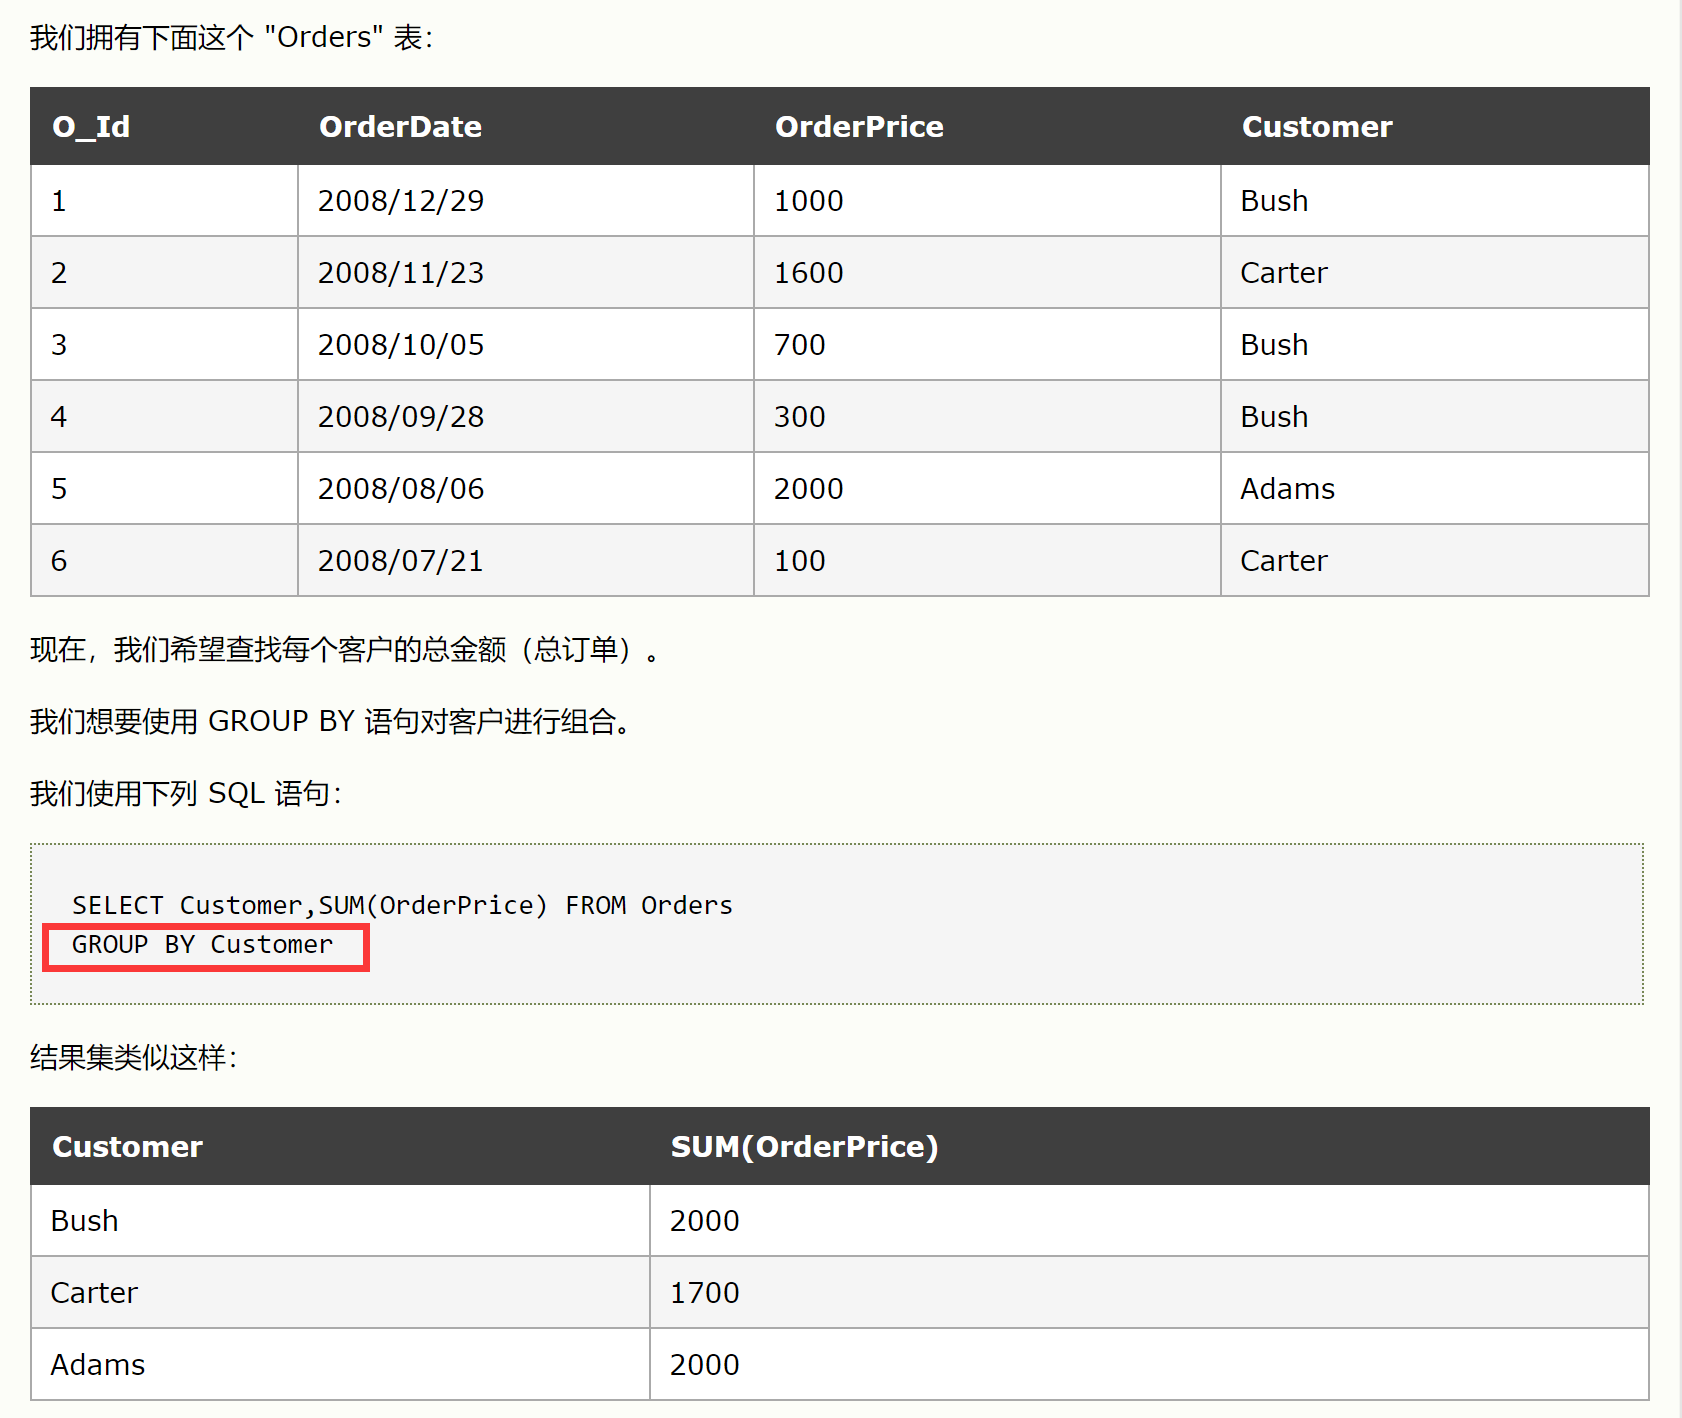 我们拥有下面这个 "Orders" 表：
O_Id OrderDate OrderPrice Customer
1 2008/12/29 1000 Bush
2 2008/11/23 1600 Carter
3 2008/10/05 700 Bush
4 2008/09/28 300 Bush
5 2008/08/06 2000 Adams
6 2008/07/21 100 Carter
现在，我们希望查找每个客户的总金额（总订单）。
我们想要使用 GROUP BY 语句对客户进行组合。
我们使用下列 SQL 语句：
SELECT Customer,SUM(OrderPrice) FROM Orders
GROUP BY Customer
结果集类似这样：
Customer SUM(OrderPrice)
Bush 2000
Carter 1700
Adams 2000